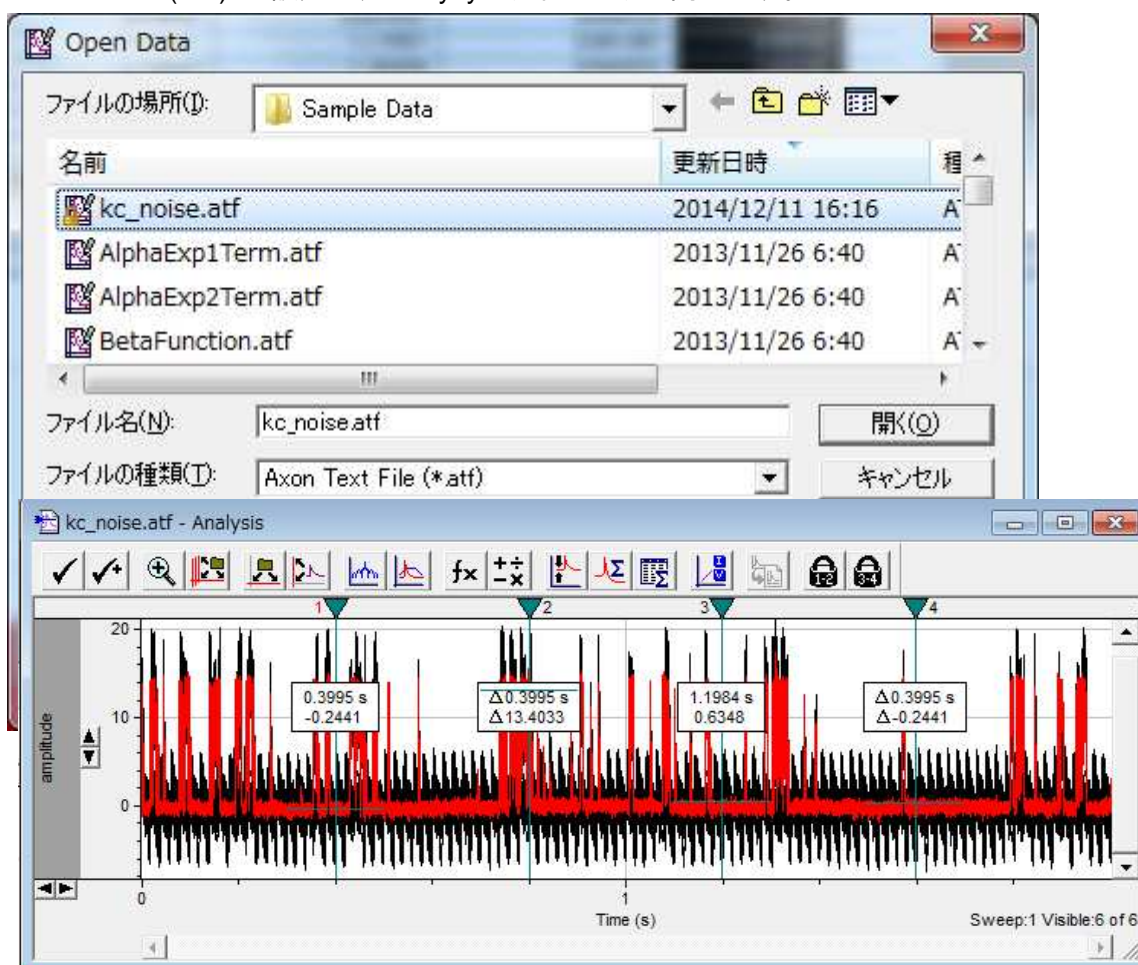 Open Data
ファイルの場所(I):
Sample Data
名前
更新日時
kc_noise.atf
2014/12/11 16:16
AlphaExp1Term.atf
2013/11/26 6:40
AlphaExp2Term.atf
2013/11/26 6:40
BetaFunction.atf
2013/11/26 6:40
ファイル名(N):
kc_noise.atf
開く(O)
ファイルの種類(T):
Axon Text File (*.atf)
キャンセル
kc_noise.atf - Analysis
1
2
3
4
20
10
0
amplitude
0.3995 s
-0.2441
Δ0.3995 s
Δ13.4033
1.1984 s
0.6348
Δ0.3995 s
Δ-0.2441
0
1
Time (s)
Sweep:1 Visible:6 of 6